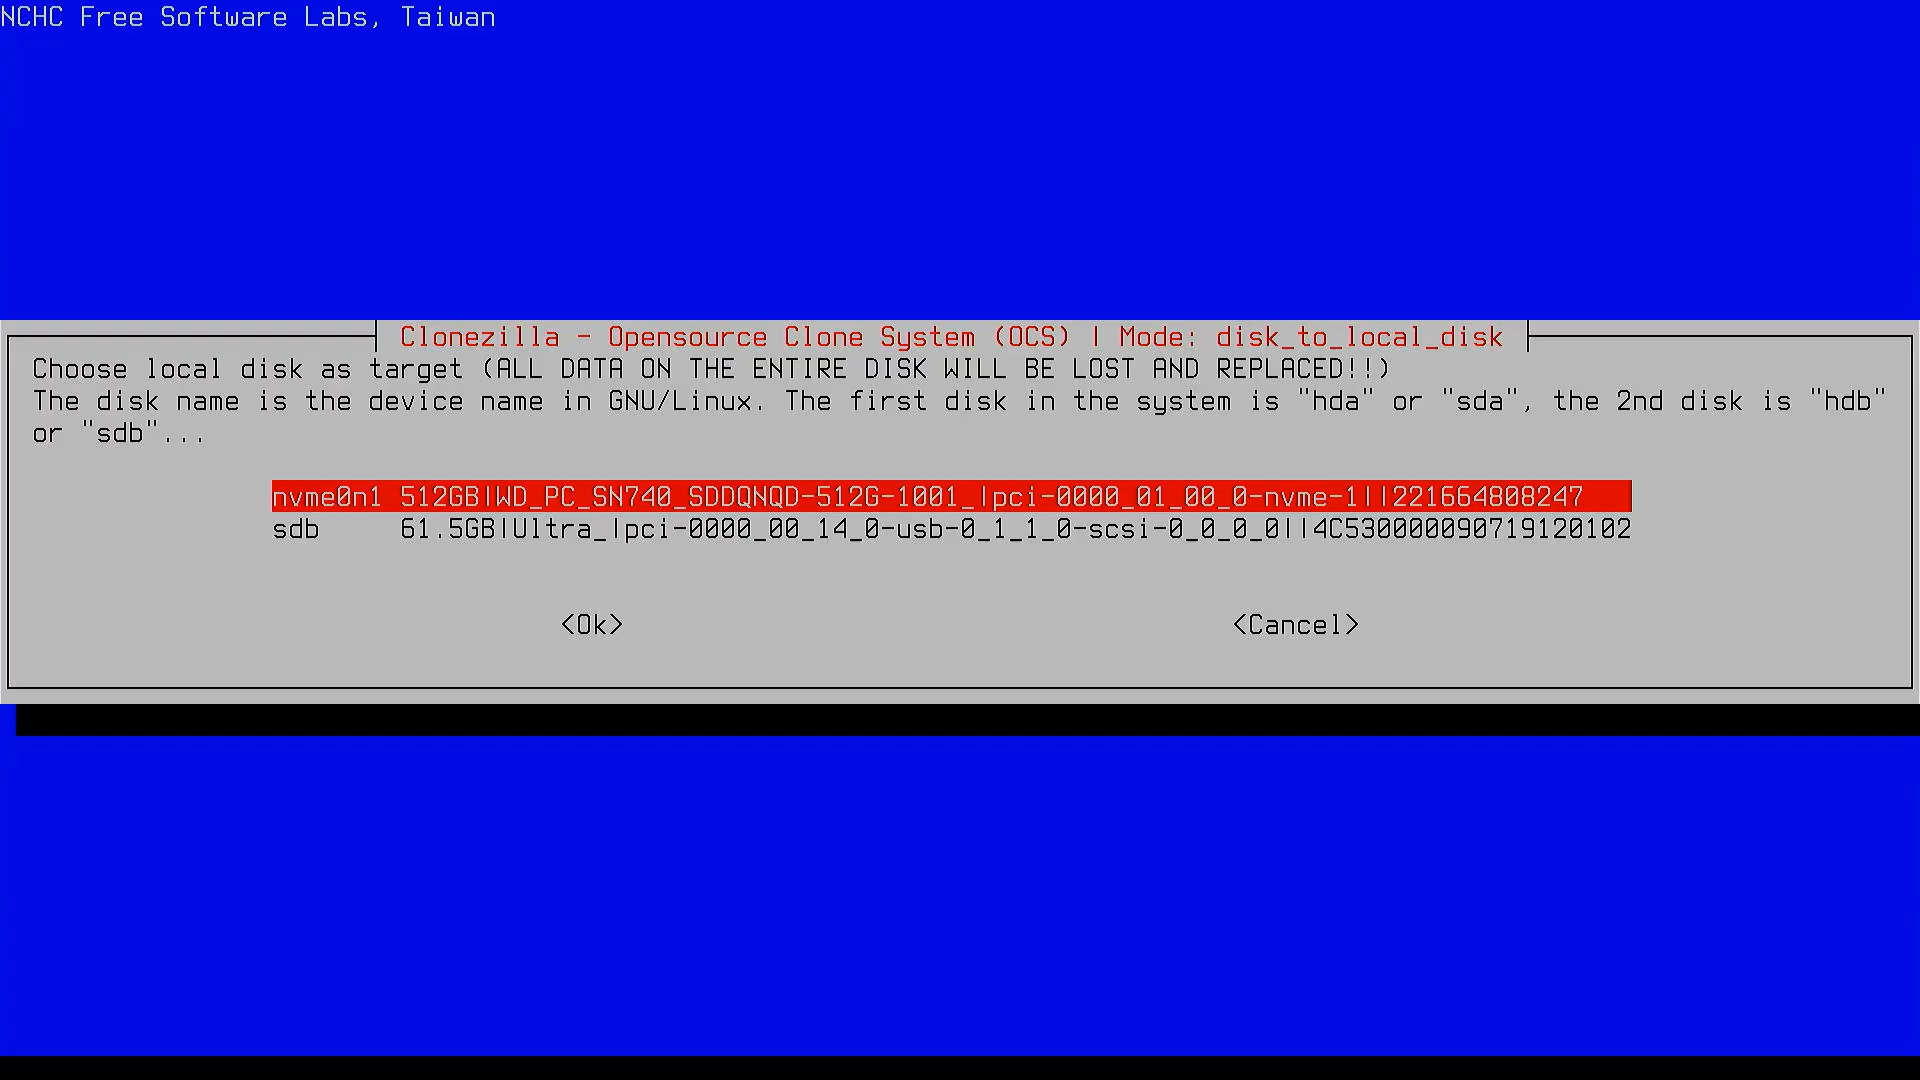 NCHC Free Software Labs, Taiwan
Clonezilla - Opensource Clone System (OCS) | Mode: disk_to_local_disk
Choose local disk as target (ALL DATA ON THE ENTIRE DISK WILL BE LOST AND REPLACED!!)
The disk name is the device name in GNU/Linux. The first disk in the system is "hda" or "sda", the 2nd disk is "hdb"
or "sdb"...
nvme0n1 512GB|WD_PC_SN740_SDDQNQD-512G-1001_|pci-0000_01_00_0-nvme-1||221664808247
sdb 61.5GB|Ultra_|pci-0000_00_14_0-usb-0_1_1_0-scsi-0_0_0_0||4C530000090719120102
<Ok> <Cancel>